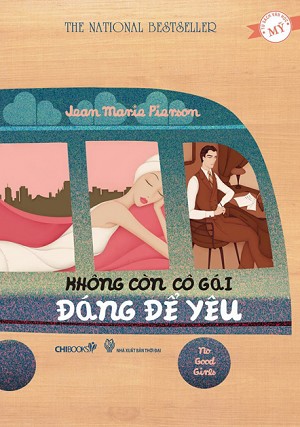 THE NATIONAL BESTSELLER
MỸ
Jean Marie Pierson
KHÔNG CÒN CÔ GÁI
ĐÁNG ĐỂ YÊU
CHIBOOKS
NHÀ XUẤT BẢN THỜI ĐẠI
No
Good
Girls